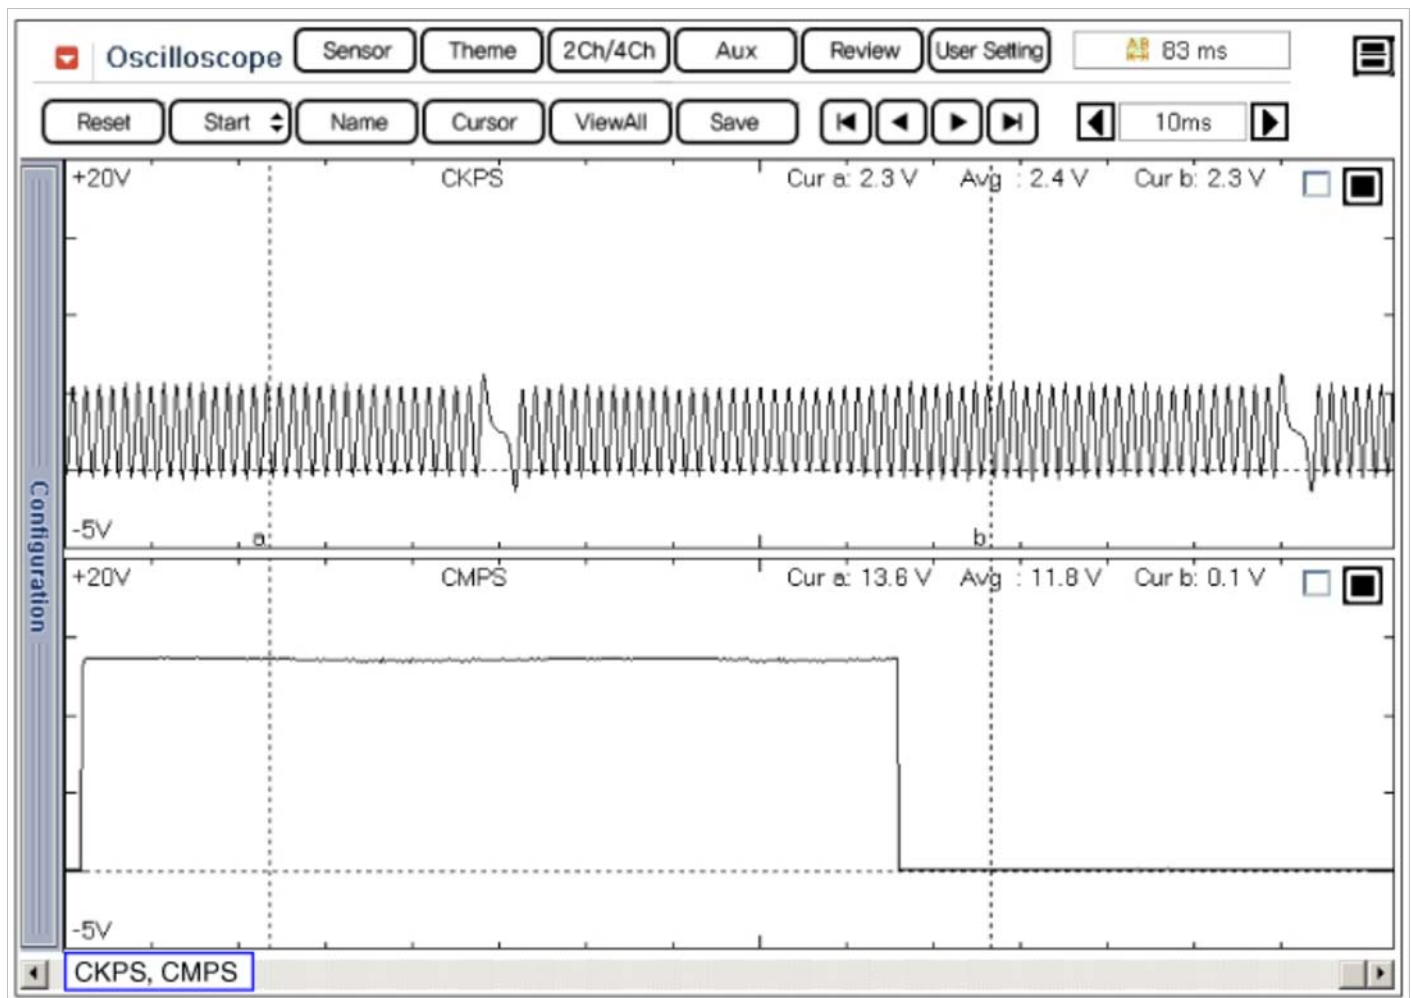 Oscilloscope Sensor Theme 2Ch/4Ch Aux Review User Setting AB 83 ms
Reset Start Name Cursor ViewAll Save 10ms
+20V CKPS Cur a: 2.3 V Avg : 2.4 V Cur b: 2.3 V
-5V a b
Configuration
+20V CMPS Cur a: 13.6 V Avg : 11.8 V Cur b: 0.1 V
-5V
CKPS, CMPS